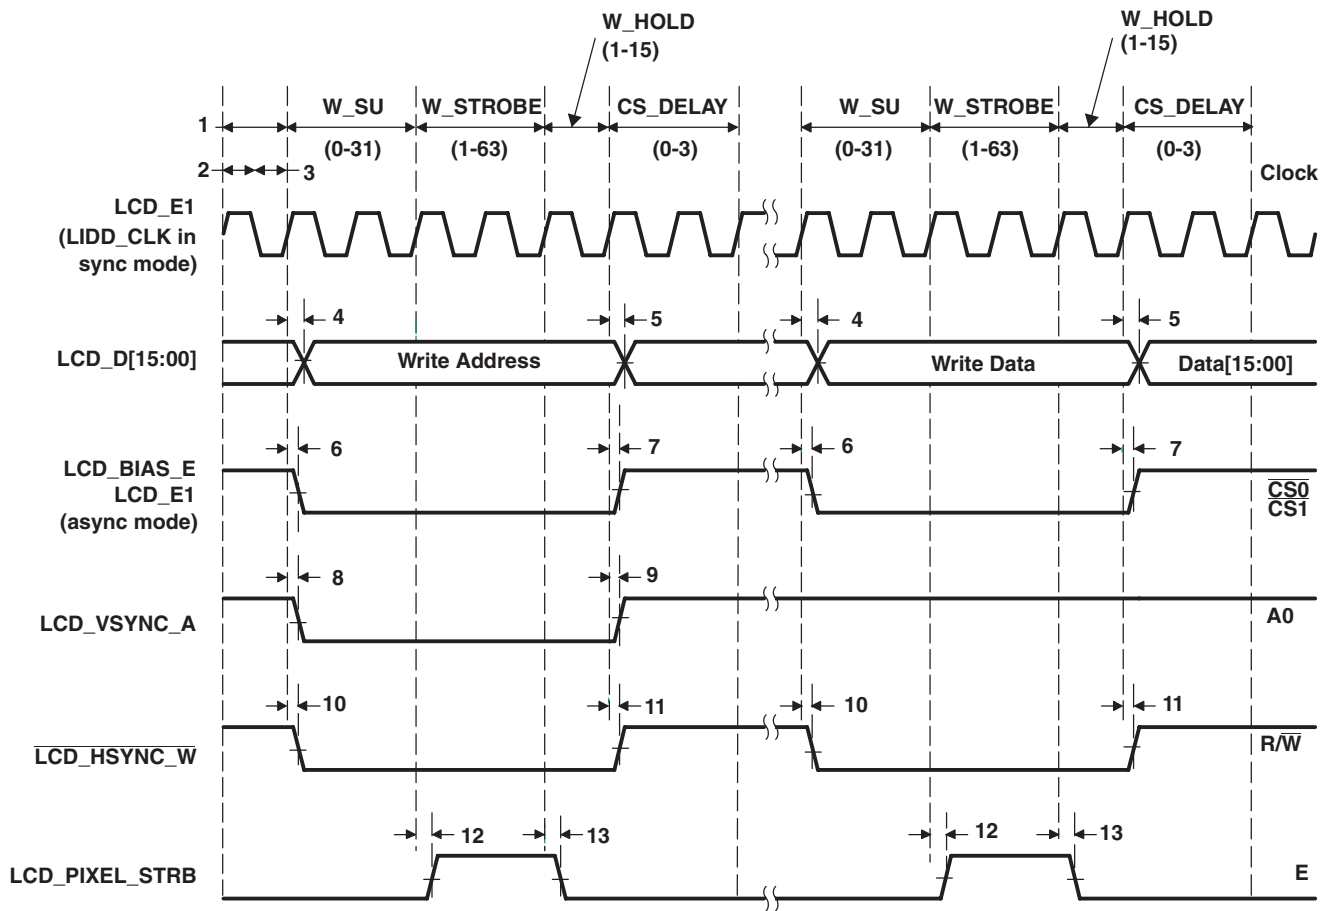 W_HOLD
(1-15)
W_HOLD
(1-15)
W_SU
W_STROBE
CS_DELAY
W_SU
W_STROBE
CS_DELAY
1
(0-31)
(1-63)
(0-3)
(0-31)
(1-63)
(0-3)
2
3
Clock
LCD_E1
(LIDD_CLK in
sync mode)
4
5
4
5
LCD_D[15:00]
Write Address
Write Data
Data[15:00]
6
7
6
7
LCD_BIAS_E
LCD_E1
(async mode)
CS0
CS1
8
9
LCD_VSYNC_A
A0
10
11
10
11
LCD_HSYNC_W
R/W
12
13
12
13
LCD_PIXEL_STRB
E